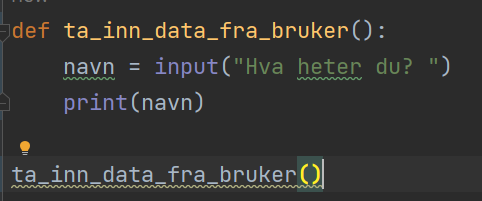 def ta_inn_data_fra_bruker():
    navn = input("Hva heter du? ")
    print(navn)
ta_inn_data_fra_bruker()